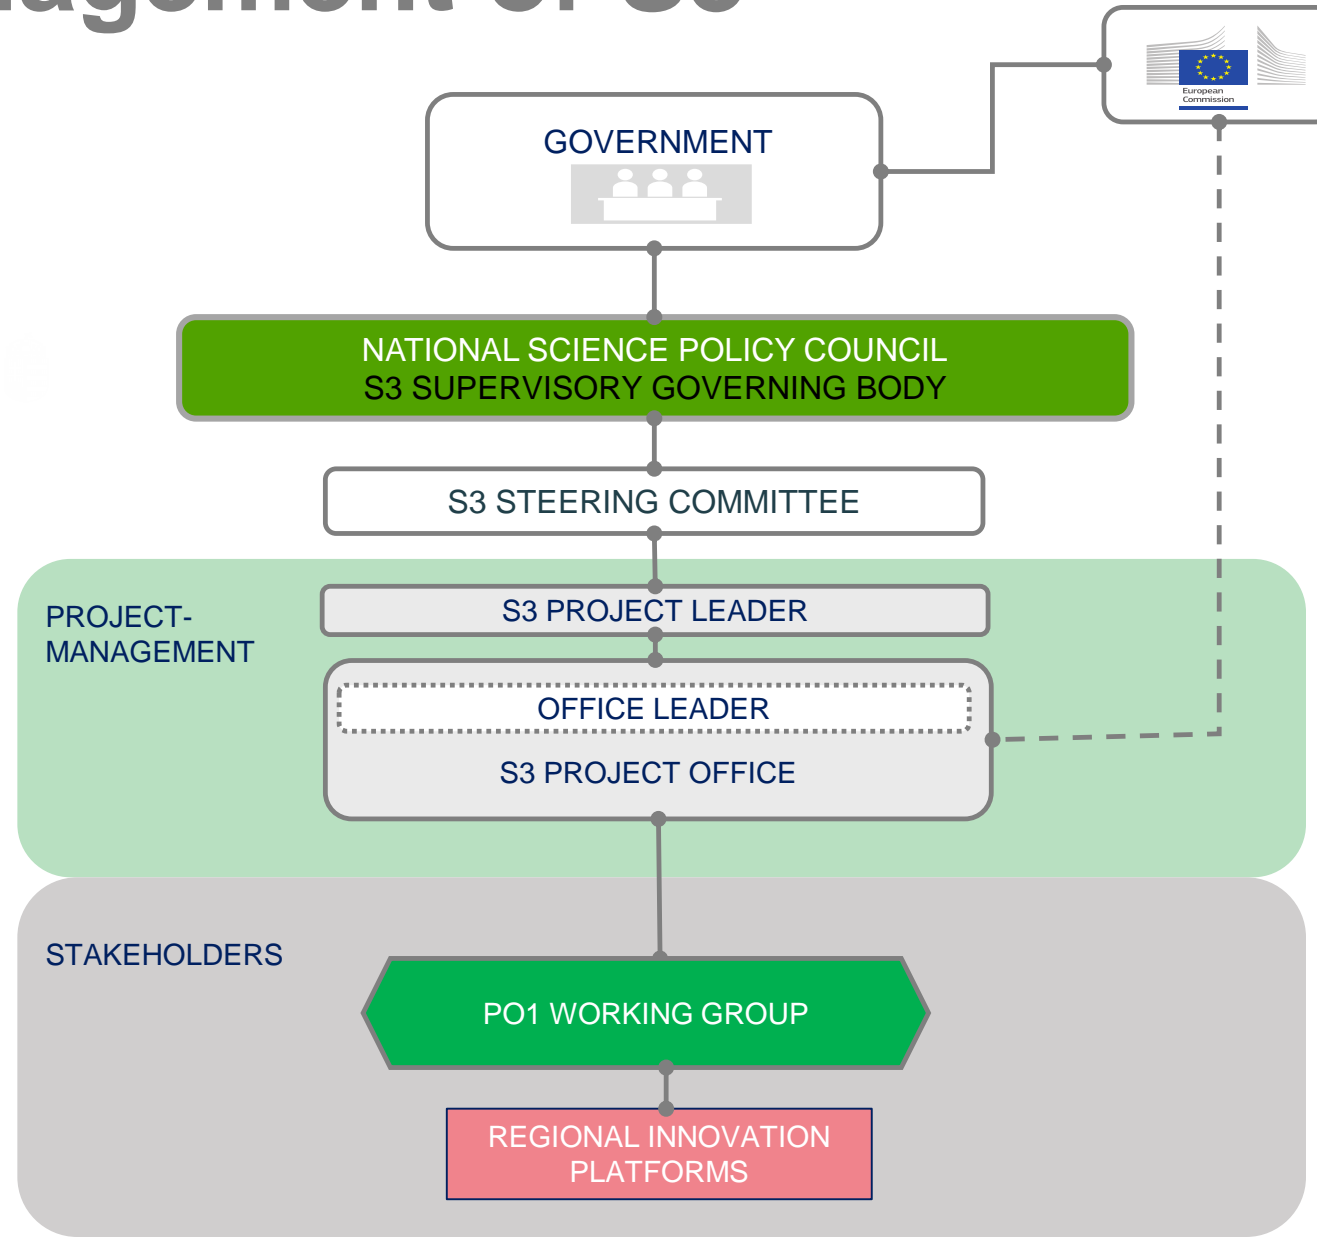 European
Commission
GOVERNMENT
NATIONAL SCIENCE POLICY COUNCIL
S3 SUPERVISORY GOVERNING BODY
S3 STEERING COMMITTEE
PROJECT-
MANAGEMENT
S3 PROJECT LEADER
OFFICE LEADER
S3 PROJECT OFFICE
STAKEHOLDERS
PO1 WORKING GROUP
REGIONAL INNOVATION
PLATFORMS